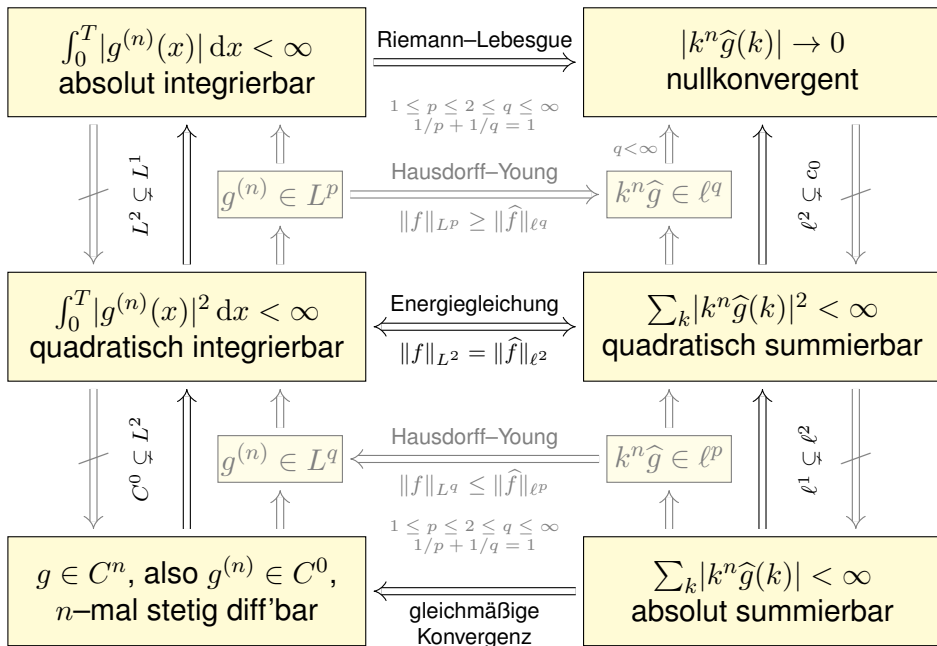 ∫₀ᵀ|g⁽ⁿ⁾(x)| dx < ∞
absolut integrierbar
Riemann–Lebesgue
|kⁿĝ(k)| → 0
nullkonvergent
1 ≤ p ≤ 2 ≤ q ≤ ∞
1/p + 1/q = 1
L² ⊊ L¹
g⁽ⁿ⁾ ∈ Lᵖ
Hausdorff–Young
‖f‖_{Lᵖ} ≥ ‖f̂‖_{ℓ^q}
q<∞
kⁿĝ ∈ ℓ^q
ℓ² ⊊ c₀
∫₀ᵀ|g⁽ⁿ⁾(x)|² dx < ∞
quadratisch integrierbar
Energiegleichung
‖f‖_{L²} = ‖f̂‖_{ℓ²}
∑ₖ|kⁿĝ(k)|² < ∞
quadratisch summierbar
C⁰ ⊊ L²
g⁽ⁿ⁾ ∈ L^q
Hausdorff–Young
‖f‖_{L^q} ≤ ‖f̂‖_{ℓᵖ}
kⁿĝ ∈ ℓᵖ
ℓ¹ ⊊ ℓ²
1 ≤ p ≤ 2 ≤ q ≤ ∞
1/p + 1/q = 1
g ∈ Cⁿ, also g⁽ⁿ⁾ ∈ C⁰,
n–mal stetig diff'bar
gleichmäßige
Konvergenz
∑ₖ|kⁿĝ(k)| < ∞
absolut summierbar